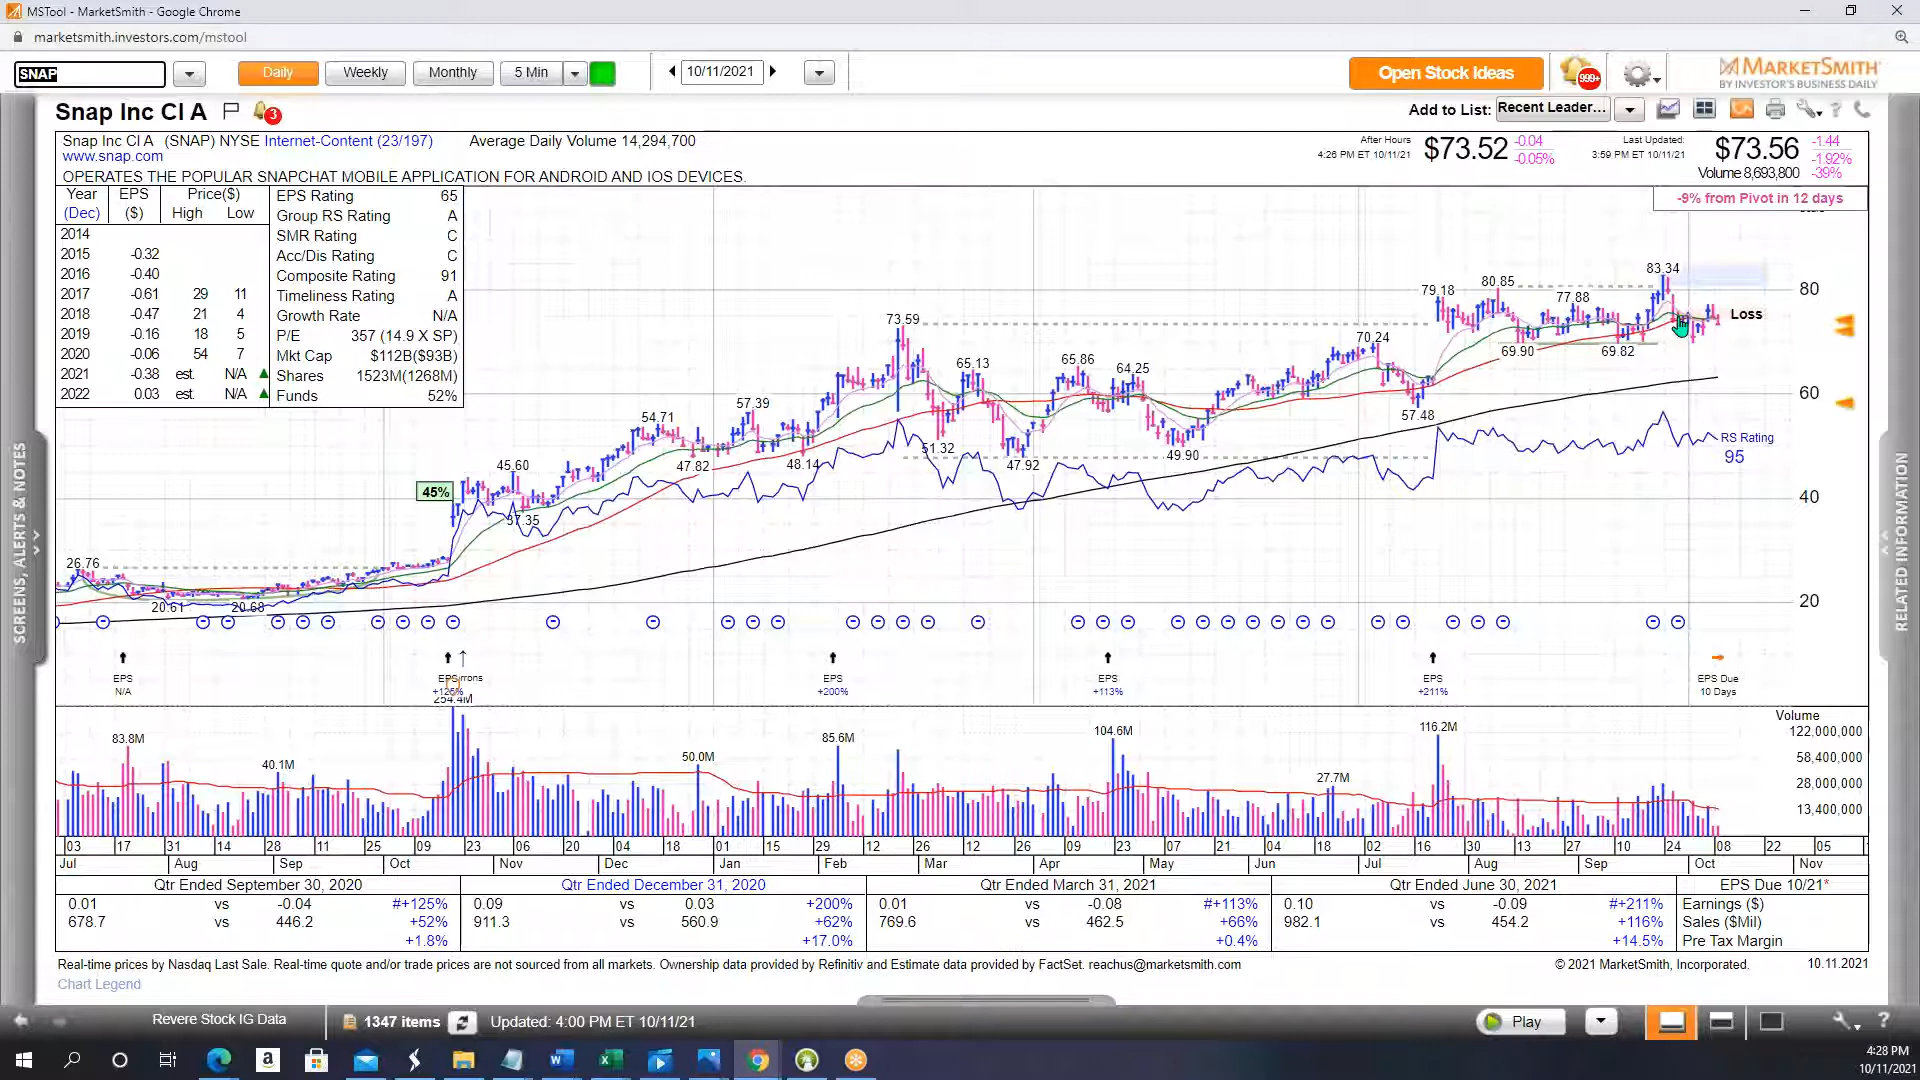 MSTool - MarketSmith - Google Chrome
marketsmith.investors.com/mstool
SNAP Daily Weekly Monthly 5 Min 10/11/2021 Open Stock Ideas 999+ MARKETSMITH
BY INVESTOR'S BUSINESS DAILY
Snap Inc Cl A 3 Add to List: Recent Leader... ?
Snap Inc Cl A (SNAP) NYSE Internet-Content (23/197) Average Daily Volume 14,294,700
www.snap.com
OPERATES THE POPULAR SNAPCHAT MOBILE APPLICATION FOR ANDROID AND IOS DEVICES.
After Hours
4:26 PM ET 10/11/21
$73.52 -0.04
-0.05%
Last Updated:
3:59 PM ET 10/11/21
$73.56 -1.44
-1.92%
Volume 8,693,800 -39%
-9% from Pivot in 12 days
Year EPS Price($)
(Dec) ($) High Low
2014
2015 -0.32
2016 -0.40
2017 -0.61 29 11
2018 -0.47 21 4
2019 -0.16 18 5
2020 -0.06 54 7
2021 -0.38 est. N/A
2022 0.03 est. N/A
EPS Rating 65
Group RS Rating A
SMR Rating C
Acc/Dis Rating C
Composite Rating 91
Timeliness Rating A
Growth Rate N/A
P/E 357 (14.9 X SP)
Mkt Cap $112B($93B)
Shares 1523M(1268M)
Funds 52%
83.34
80.85
79.18
77.88
80
Loss
73.59
70.24
69.90
69.82
65.13
65.86
64.25
60
57.48
54.71
57.39
51.32
47.82
48.14
47.92
49.90
RS Rating
95
45%
45.60
37.35
40
26.76
20.61
20.68
20
EPS
N/A
EPS
+125%
EPS
+200%
EPS
+113%
EPS
+211%
EPS Due
10 Days
254.4M
Volume
122,000,000
58,400,000
28,000,000
13,400,000
83.8M
40.1M
50.0M
85.6M
104.6M
27.7M
116.2M
03 17 31 14 28 11 25 09 23 06 20 04 18 01 15 29 12 26 12 26 09 23 07 21 04 18 02 16 30 13 27 10 24 08 22 05
Jul Aug Sep Oct Nov Dec Jan Feb Mar Apr May Jun Jul Aug Sep Oct Nov
Qtr Ended September 30, 2020 Qtr Ended December 31, 2020 Qtr Ended March 31, 2021 Qtr Ended June 30, 2021 EPS Due 10/21*
0.01 vs -0.04 #+125% 0.09 vs 0.03 +200% 0.01 vs -0.08 #+113% 0.10 vs -0.09 #+211% Earnings ($)
678.7 vs 446.2 +52% 911.3 vs 560.9 +62% 769.6 vs 462.5 +66% 982.1 vs 454.2 +116% Sales ($Mil)
+1.8% +17.0% +0.4% +14.5% Pre Tax Margin
Real-time prices by Nasdaq Last Sale. Real-time quote and/or trade prices are not sourced from all markets. Ownership data provided by Refinitiv and Estimate data provided by FactSet. reachus@marketsmith.com © 2021 MarketSmith, Incorporated. 10.11.2021
Chart Legend
SCREENS, ALERTS & NOTES
RELATED INFORMATION
Revere Stock IG Data 1347 items Updated: 4:00 PM ET 10/11/21 Play ?
4:28 PM
10/11/2021